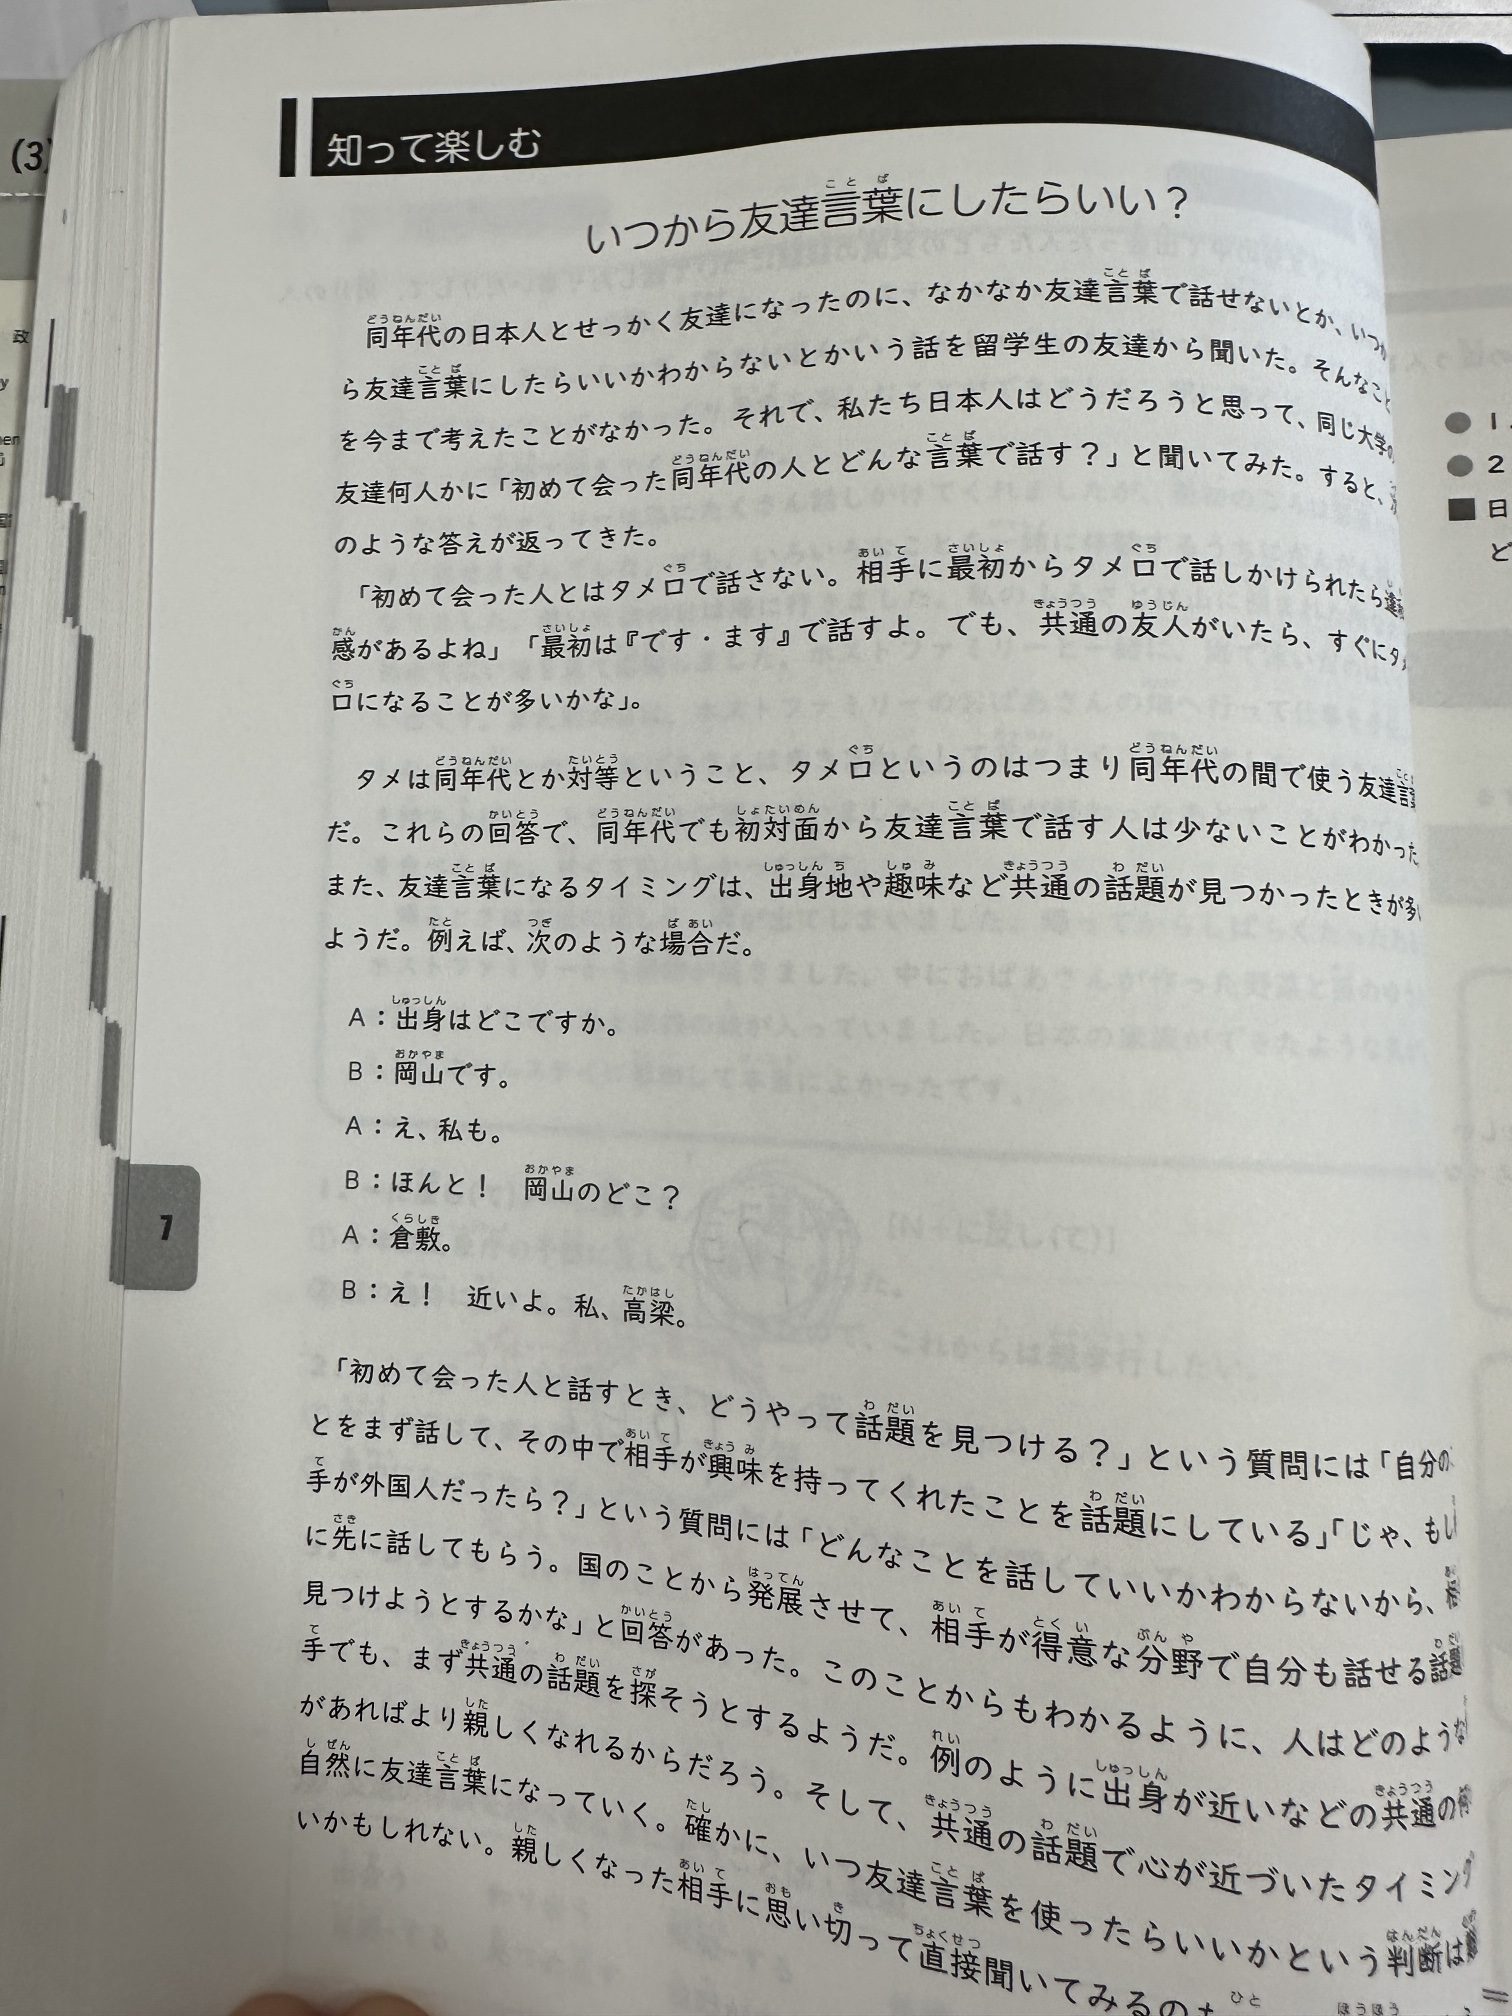 知って楽しむ
いつから友達言葉にしたらいい？
同年代の日本人とせっかく友達になったのに、なかなか友達言葉で話せないとか、いつか
ら友達言葉にしたらいいかわからないとかいう話を留学生の友達から聞いた。そんなこと
を今まで考えたことがなかった。それで、私たち日本人はどうだろうと思って、同じ大学の
友達何人かに「初めて会った同年代の人とどんな言葉で話す？」と聞いてみた。すると、
のような答えが返ってきた。
「初めて会った人とはタメ口で話さない。相手に最初からタメ口で話しかけられたら
感があるよね」「最初は『です・ます』で話すよ。でも、共通の友人がいたら、すぐにタメ
口になることが多いかな」。
タメは同年代とか対等ということ、タメ口というのはつまり同年代の間で使う友達言
だ。これらの回答で、同年代でも初対面から友達言葉で話す人は少ないことがわかった。
また、友達言葉になるタイミングは、出身地や趣味など共通の話題が見つかったときが多い
ようだ。例えば、次のような場合だ。
A：出身はどこですか。
B：岡山です。
A：え、私も。
B：ほんと！　岡山のどこ？
A：倉敷。
B：え！　近いよ。私、高梁。
「初めて会った人と話すとき、どうやって話題を見つける？」という質問には「自分の
とをまず話して、その中で相手が興味を持ってくれたことを話題にしている」「じゃ、もし
手が外国人だったら？」という質問には「どんなことを話していいかわからないから、
に先に話してもらう。国のことから発展させて、相手が得意な分野で自分も話せる話
見つけようとするかな」と回答があった。このことからもわかるように、人はどのような
手でも、まず共通の話題を探そうとするようだ。例のように出身が近いなどの共通の
があればより親しくなれるからだろう。そして、共通の話題で心が近づいたタイミン
自然に友達言葉になっていく。確かに、いつ友達言葉を使ったらいいかという判断は
いかもしれない。親しくなった相手に思い切って直接聞いてみるのも
7
(3)
政
1.
2
日
ど